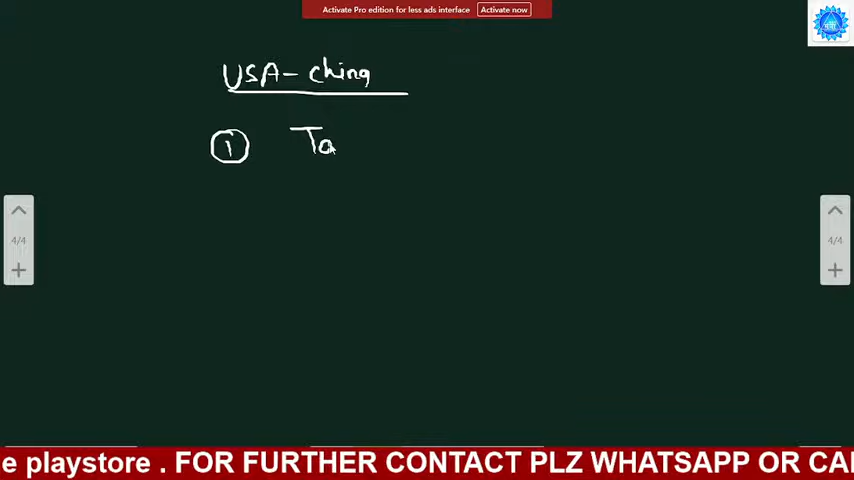 Activate Pro edition for less ads interface Activate now
USA - China
1 Ta
4/4
4/4
e playstore . FOR FURTHER CONTACT PLZ WHATSAPP OR CA